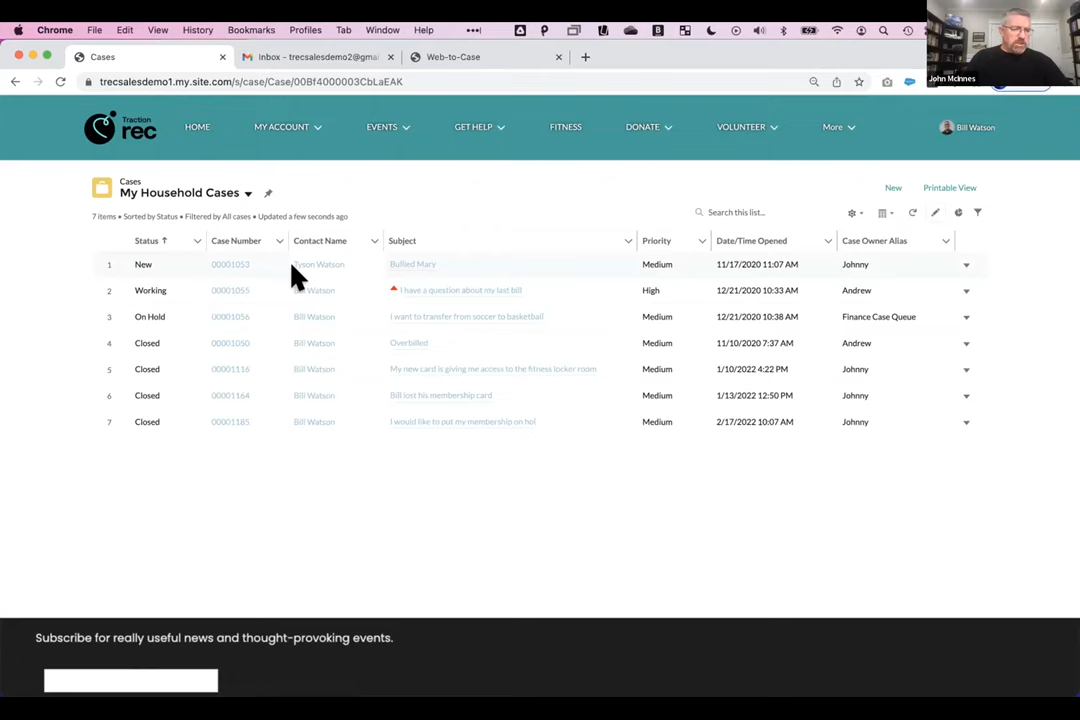 Chrome File Edit View History Bookmarks Profiles Tab Window Help
Cases
Inbox - trecsalesdemo2@gmai
Web-to-Case
trecsalesdemo1.my.site.com/s/case/Case/00Bf4000003CbLaEAK
John McInnes
Traction rec
HOME MY ACCOUNT EVENTS GET HELP FITNESS DONATE VOLUNTEER More Bill Watson
Cases
My Household Cases
New Printable View
7 items • Sorted by Status • Filtered by All cases • Updated a few seconds ago
Search this list...
Status Case Number Contact Name Subject Priority Date/Time Opened Case Owner Alias
1 New 00001053 Tyson Watson Bullied Mary Medium 11/17/2020 11:07 AM Johnny
2 Working 00001055 Watson I have a question about my last bill High 12/21/2020 10:33 AM Andrew
3 On Hold 00001056 Bill Watson I want to transfer from soccer to basketball Medium 12/21/2020 10:38 AM Finance Case Queue
4 Closed 00001050 Bill Watson Overbilled Medium 11/10/2020 7:37 AM Andrew
5 Closed 00001116 Bill Watson My new card is giving me access to the fitness locker room Medium 1/10/2022 4:22 PM Johnny
6 Closed 00001164 Bill Watson Bill lost his membership card Medium 1/13/2022 12:50 PM Johnny
7 Closed 00001185 Bill Watson I would like to put my membership on hol Medium 2/17/2022 10:07 AM Johnny
Subscribe for really useful news and thought-provoking events.